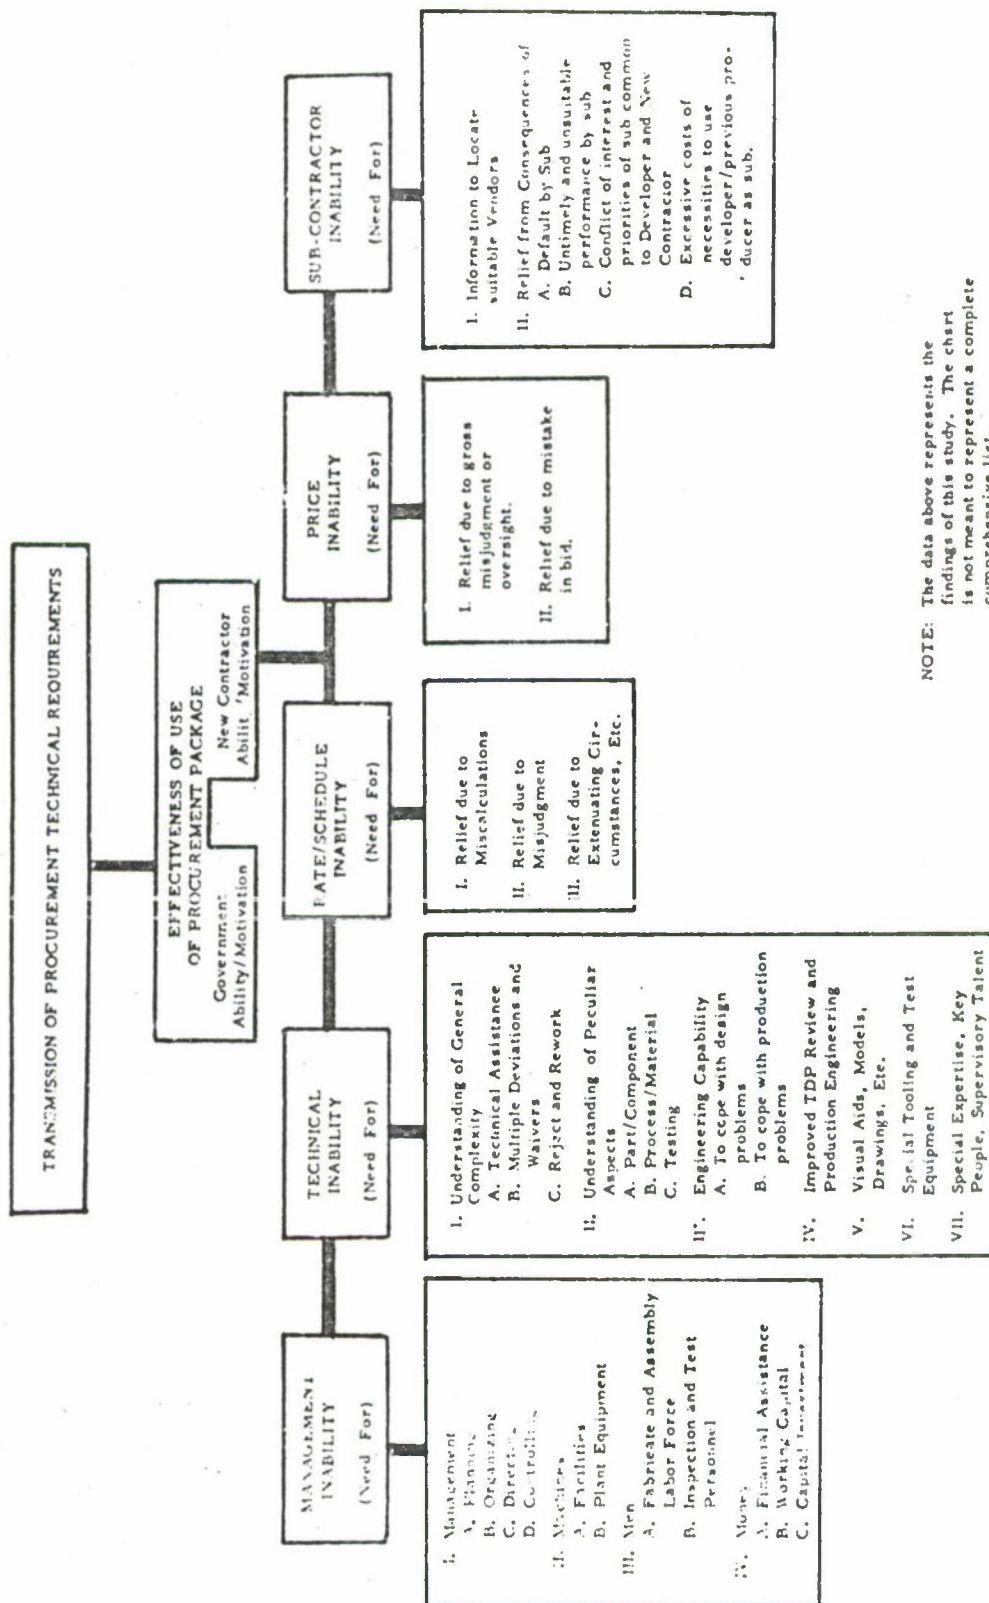 TRANSMISSION OF PROCUREMENT TECHNICAL REQUIREMENTS
EFFECTIVENESS OF USE
OF PROCUREMENT PACKAGE
Government
Ability/Motivation
New Contractor
Abilit 'Motivation
MANAGEMENT
INABILITY
(Need For)
I. Management
A. Planning
B. Organizing
C. Directing
D. Controlling
II. Machines
A. Facilities
B. Plant Equipment
III. Men
A. Fabricate and Assembly
Labor Force
B. Inspection and Test
Personnel
IV. Money
A. Financial Assistance
B. Working Capital
C. Capital Investment
TECHNICAL
INABILITY
(Need For)
I. Understanding of General
Complexity
A. Technical Assistance
B. Multiple Deviations and
Waivers
C. Reject and Rework
II. Understanding of Peculiar
Aspects
A. Part/Component
B. Process/Material
C. Testing
III. Engineering Capability
A. To cope with design
problems
B. To cope with production
problems
IV. Improved TDP Review and
Production Engineering
V. Visual Aids, Models,
Drawings, Etc.
VI. Special Tooling and Test
Equipment
VII. Special Expertise, Key
People, Supervisory Talent
RATE/SCHEDULE
INABILITY
(Need For)
I. Relief due to
Miscalculations
II. Relief due to
Misjudgment
III. Relief due to
Extenuating Cir-
cumstances, Etc.
PRICE
INABILITY
(Need For)
I. Relief due to gross
misjudgment or
oversight.
II. Relief due to mistake
in bid.
SUB-CONTRACTOR
INABILITY
(Need For)
I. Information to Locate
suitable Vendors
II. Relief from Consequences of
A. Default by Sub
B. Untimely and unsuitable
performance by sub
C. Conflict of interest and
priorities of sub common
to Developer and New
Contractor
D. Excessive costs of
necessities to use
developer/previous pro-
ducer as sub.
NOTE: The data above represents the
findings of this study. The chart
is not meant to represent a complete
comprehensive list